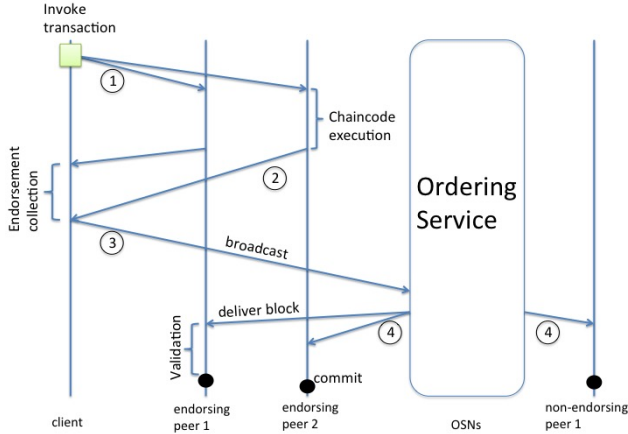 Invoke
transaction
1
Chaincode
execution
Endorsement
collection
2
Ordering
Service
3
broadcast
deliver block
4
4
Validation
commit
client
endorsing
peer 1
endorsing
peer 2
OSNs
non-endorsing
peer 1